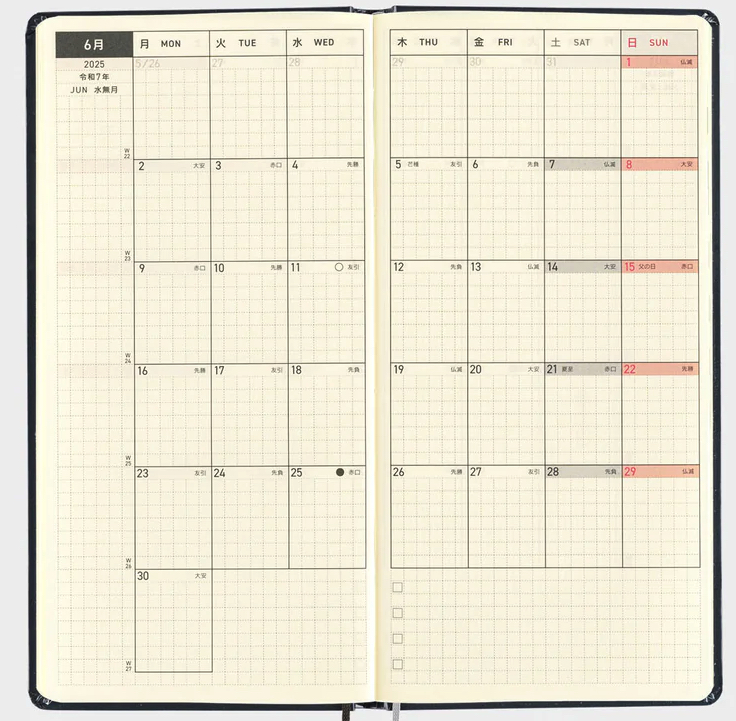 6月 月 MON 火 TUE 水 WED 木 THU 金 FRI 土 SAT 日 SUN
2025
令和7年
JUN 水無月
5/26 27 28 29 30 31 1 仏滅
W
22
2 大安 3 赤口 4 先勝 5 芒種 友引 6 先負 7 仏滅 8 大安
W
23
9 赤口 10 先勝 11 友引 12 先負 13 仏滅 14 大安 15 父の日 赤口
W
24
16 先勝 17 友引 18 先負 19 仏滅 20 大安 21 夏至 赤口 22 先勝
W
25
23 友引 24 先負 25 赤口 26 先勝 27 友引 28 先負 29 仏滅
W
26
30 大安
W
27